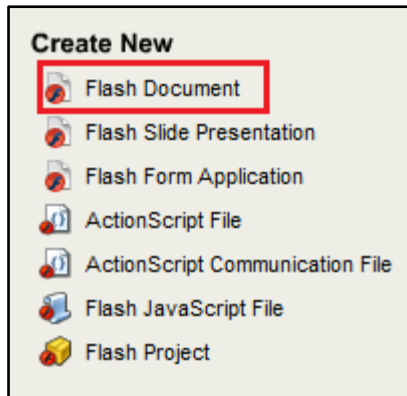 Create New
Flash Document
Flash Slide Presentation
Flash Form Application
ActionScript File
ActionScript Communication File
Flash JavaScript File
Flash Project